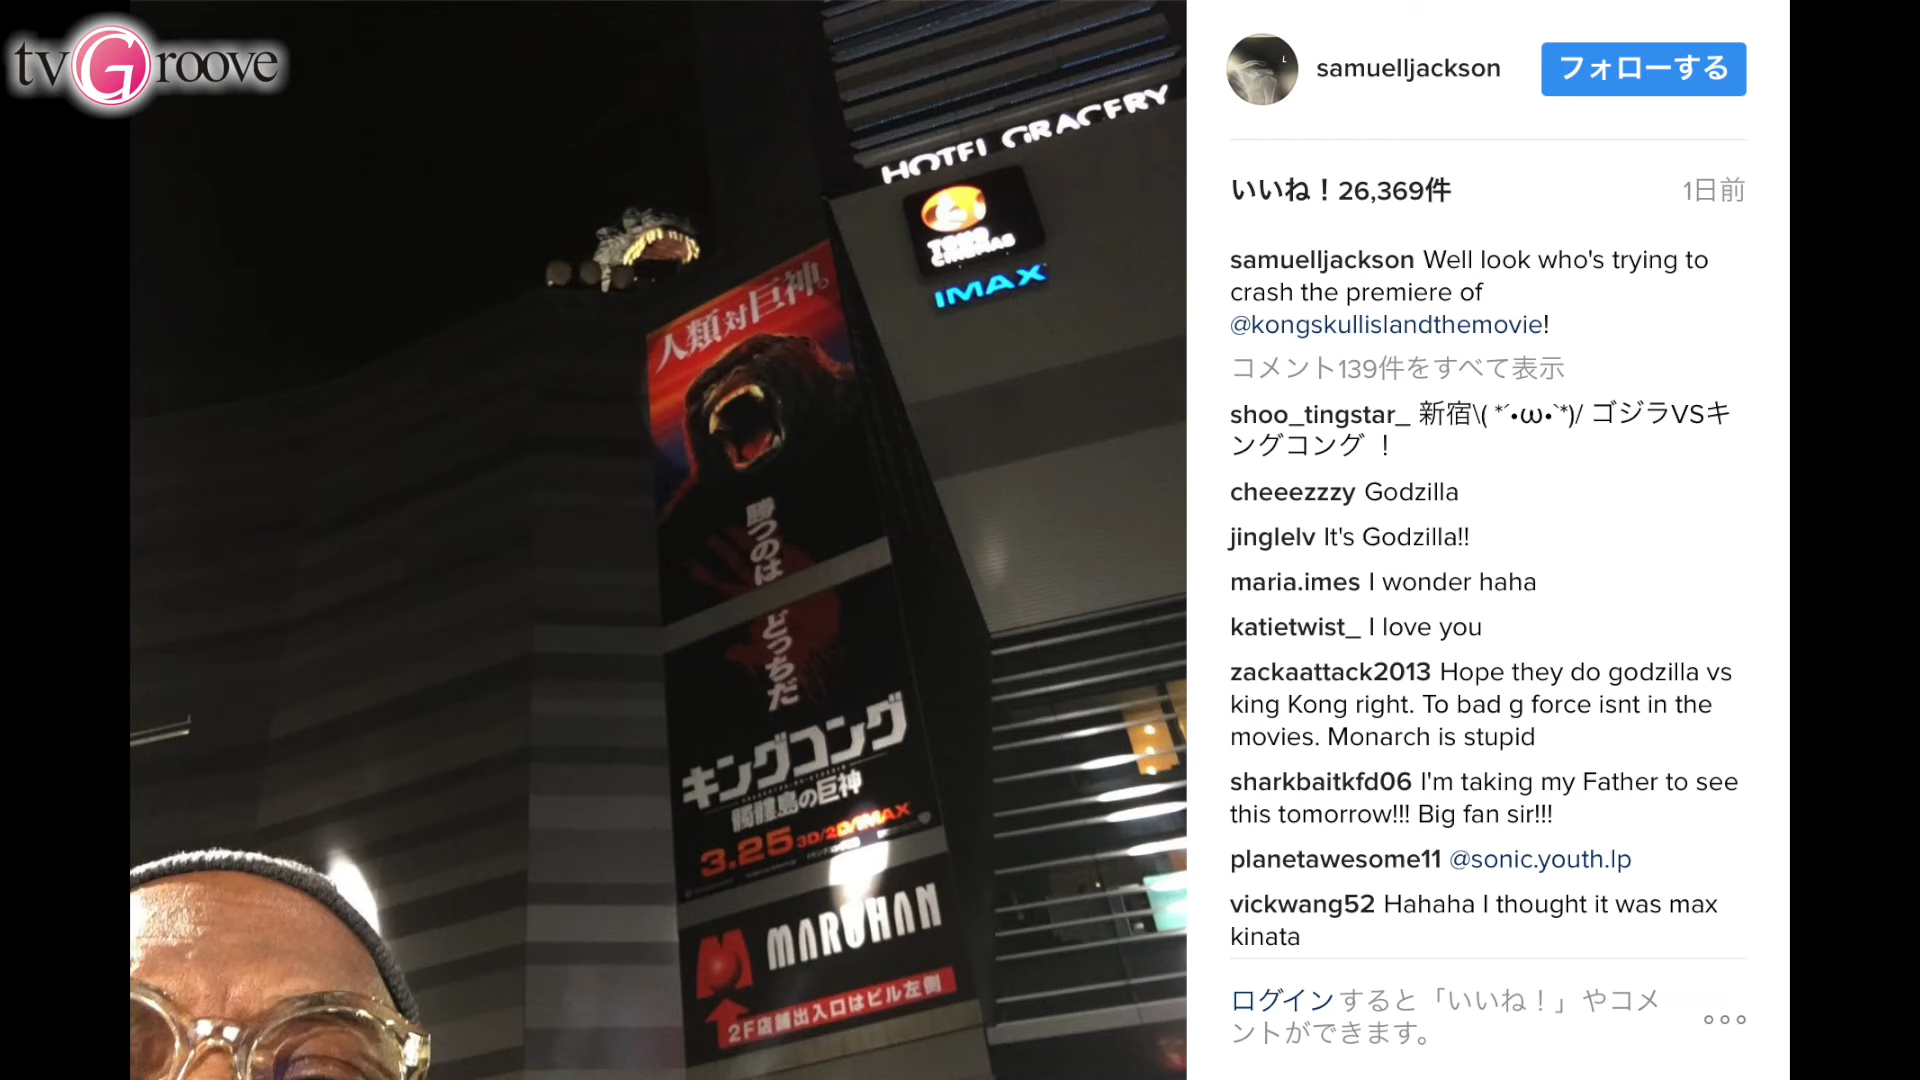 tvGroove
HOTEL GRACERY
TOHO
CINEMAS
IMAX
人類対巨神。
勝つのは
どっちだ
キングコング
髑髏島の巨神
3.25 3D/2D/IMAX
MARUHAN
2F店舗出入口はビル左側
samuelljackson
フォローする
いいね！26,369件
1日前
samuelljackson Well look who's trying to
crash the premiere of
@kongskullislandthemovie!
コメント139件をすべて表示
shoo_tingstar_ 新宿\( *´•ω•`*)/ ゴジラVSキ
ングコング ！
cheeezzzy Godzilla
jinglelv It's Godzilla!!
maria.imes I wonder haha
katietwist_ I love you
zackaattack2013 Hope they do godzilla vs
king Kong right. To bad g force isnt in the
movies. Monarch is stupid
sharkbaitkfd06 I'm taking my Father to see
this tomorrow!!! Big fan sir!!!
planetawesome11 @sonic.youth.lp
vickwang52 Hahaha I thought it was max
kinata
ログインすると「いいね！」やコメ
ントができます。